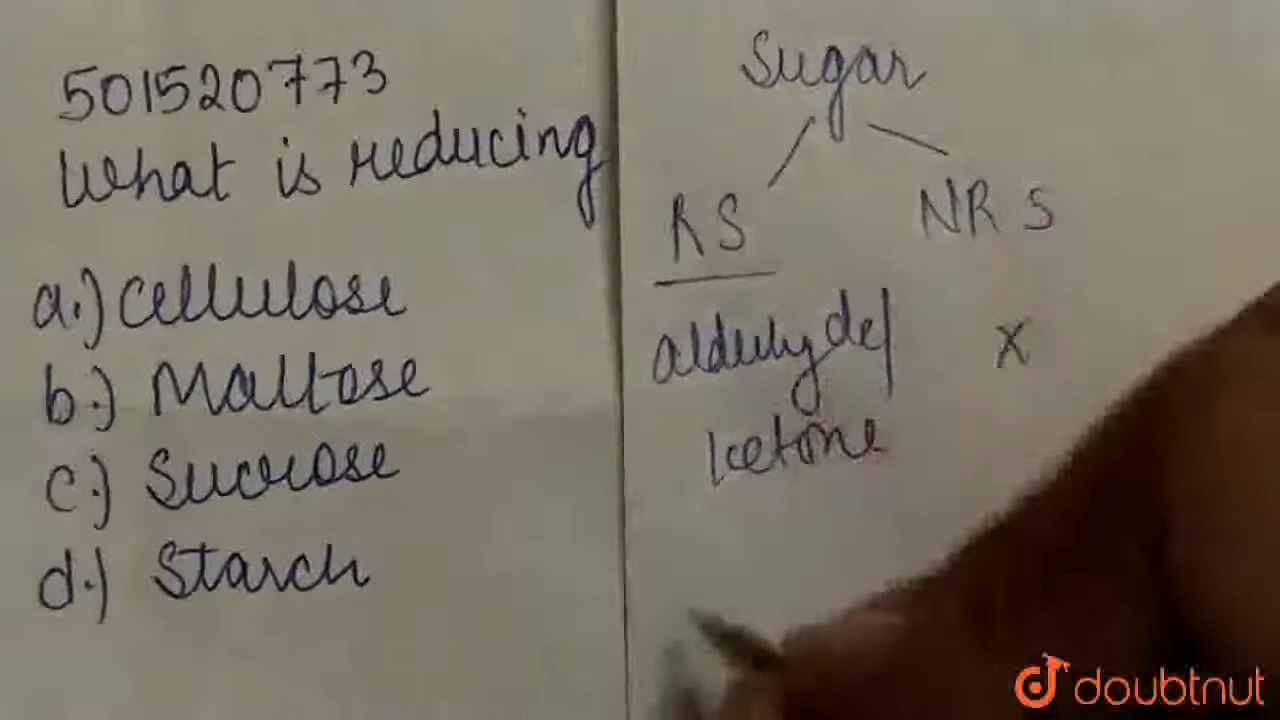 501520773
What is reducing
a.) Cellulose
b.) Maltose
c.) Sucrose
d.) Starch
Sugar
RS NRS
aldehyde/ X
ketone
doubtnut